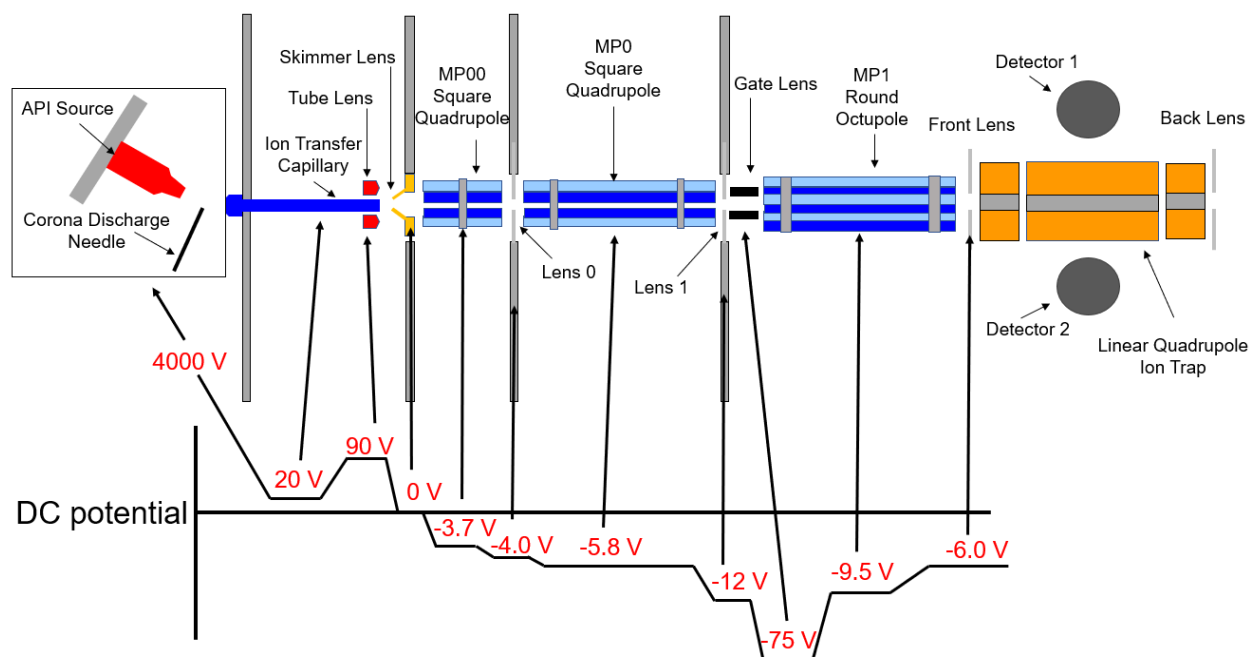 Skimmer Lens
Tube Lens
Ion Transfer
Capillary
MP00
Square
Quadrupole
MP0
Square
Quadrupole
Gate Lens
MP1
Round
Octupole
Detector 1
Front Lens
Back Lens
API Source
Corona Discharge
Needle
Lens 0
Lens 1
Detector 2
Linear Quadrupole
Ion Trap
4000 V
20 V
90 V
0 V
-3.7 V
-4.0 V
-5.8 V
-12 V
-75 V
-9.5 V
-6.0 V
DC potential